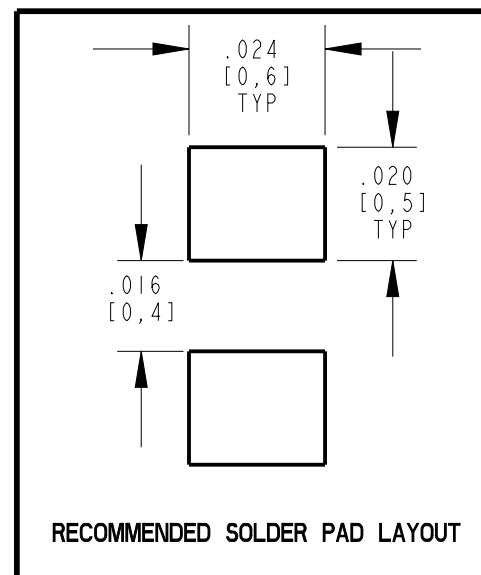 .024
[0,6]
TYP
.020
[0,5]
TYP
.016
[0,4]
RECOMMENDED SOLDER PAD LAYOUT